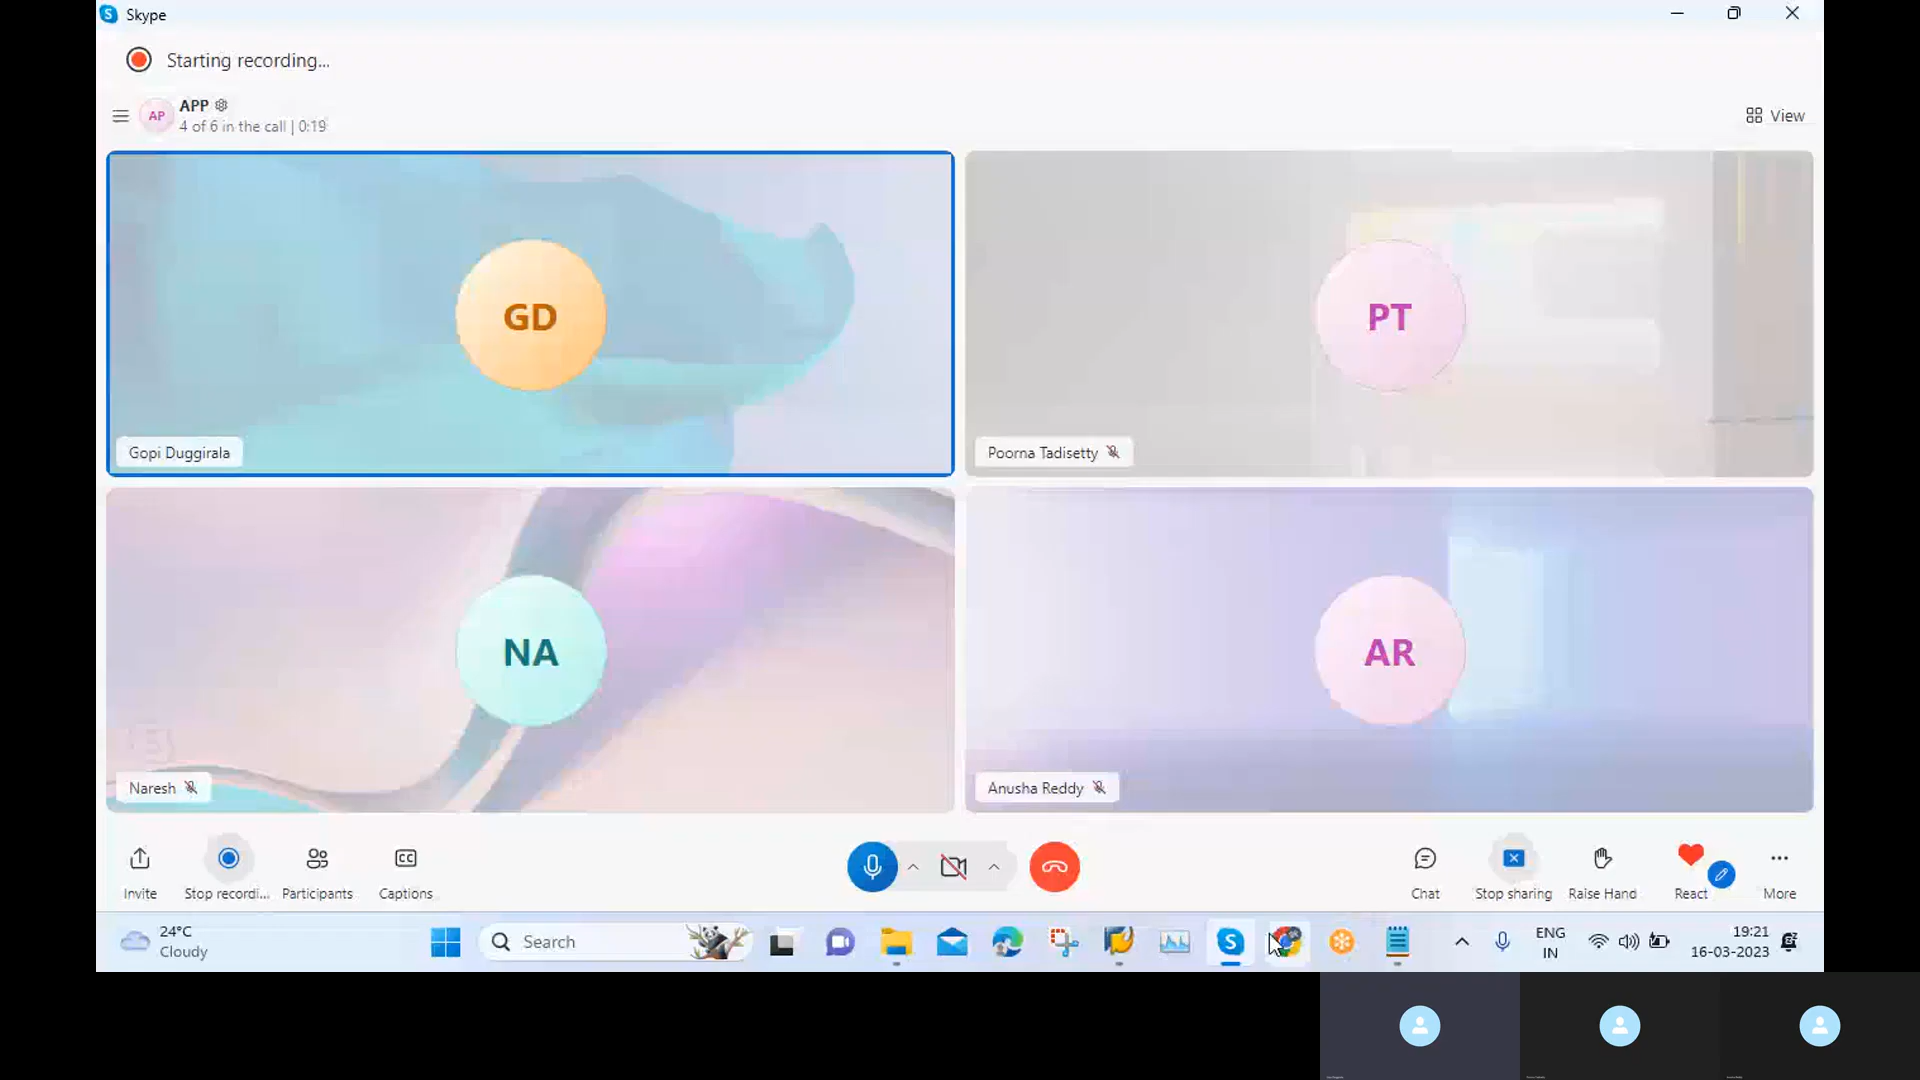 Skype
Starting recording...
AP
APP
4 of 6 in the call | 0:19
View
GD
Gopi Duggirala
PT
Poorna Tadisetty
NA
Naresh
AR
Anusha Reddy
Invite
Stop recordi...
Participants
Captions
Chat
Stop sharing
Raise Hand
React
More
24°C
Cloudy
Search
ENG
IN
19:21
16-03-2023